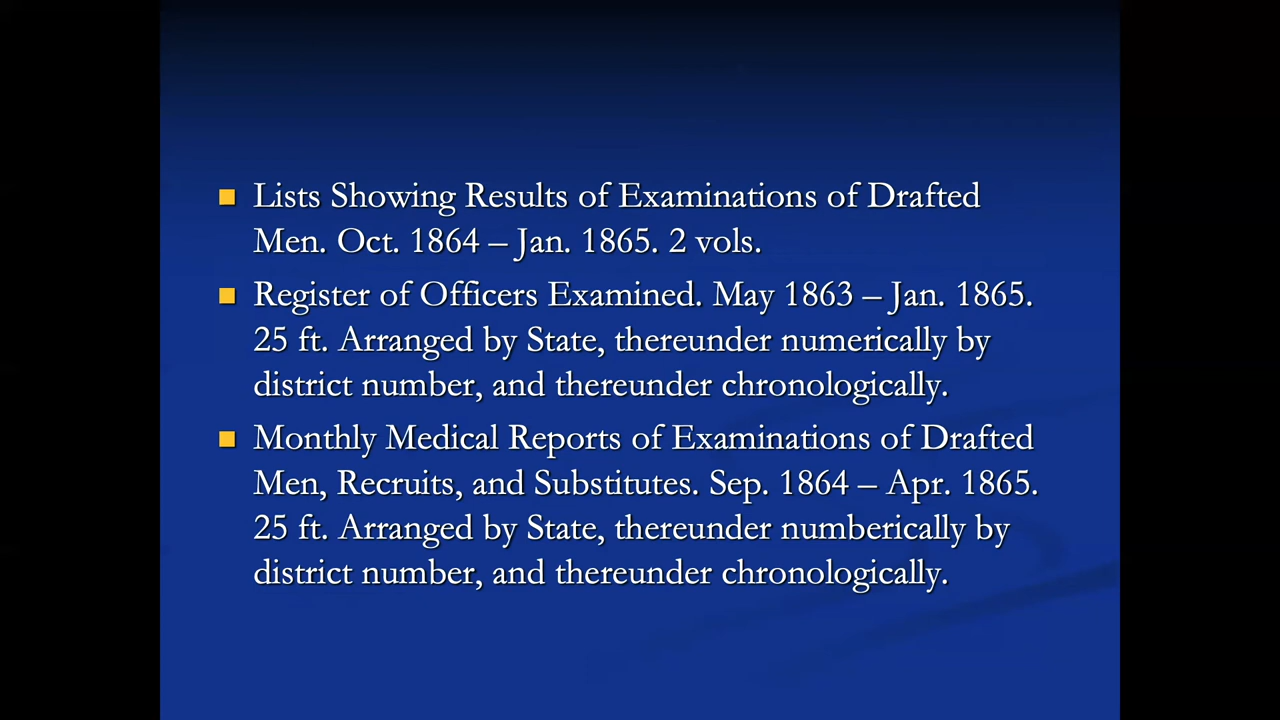 Lists Showing Results of Examinations of Drafted
Men. Oct. 1864 – Jan. 1865. 2 vols.
Register of Officers Examined. May 1863 – Jan. 1865.
25 ft. Arranged by State, thereunder numerically by
district number, and thereunder chronologically.
Monthly Medical Reports of Examinations of Drafted
Men, Recruits, and Substitutes. Sep. 1864 – Apr. 1865.
25 ft. Arranged by State, thereunder numberically by
district number, and thereunder chronologically.